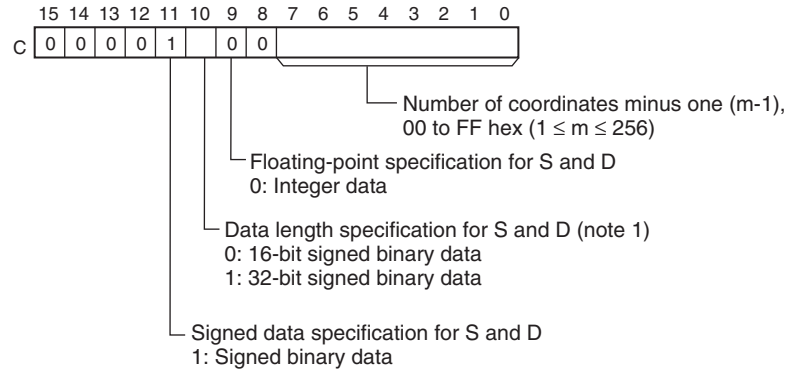 15 14 13 12 11 10 9 8 7 6 5 4 3 2 1 0
C 0 0 0 0 1 0 0
Number of coordinates minus one (m-1),
00 to FF hex (1 ≤ m ≤ 256)
Floating-point specification for S and D
0: Integer data
Data length specification for S and D (note 1)
0: 16-bit signed binary data
1: 32-bit signed binary data
Signed data specification for S and D
1: Signed binary data